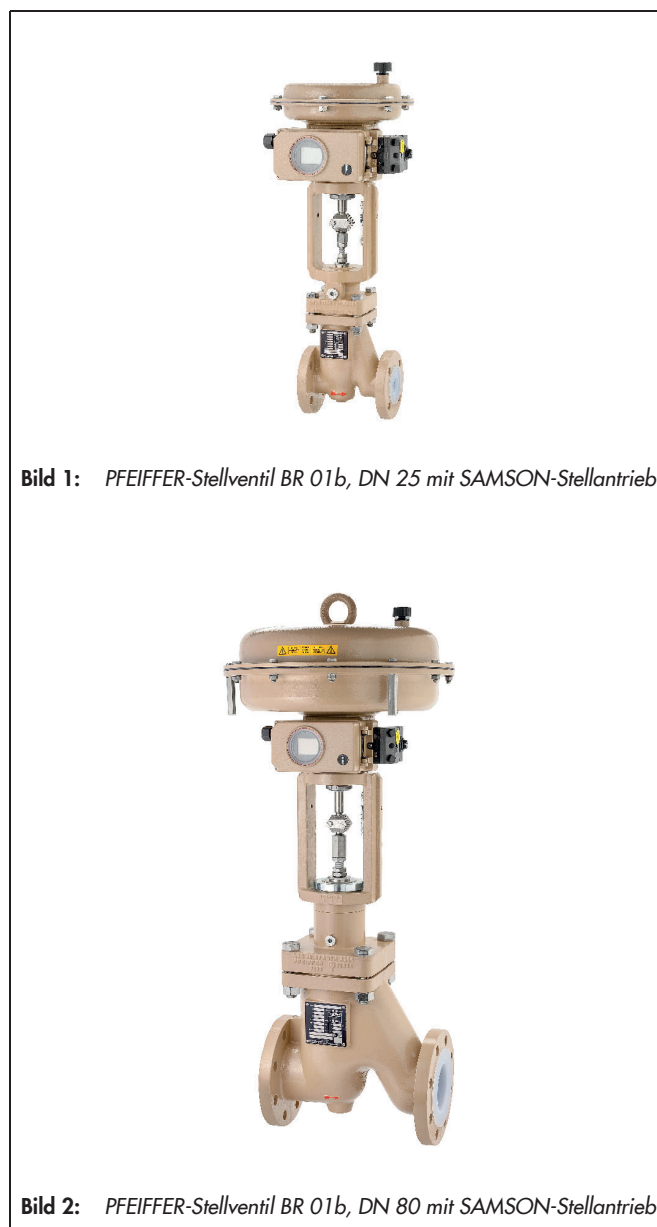 Bild 1: PFEIFFER-Stellventil BR 01b, DN 25 mit SAMSON-Stellantrieb
Bild 2: PFEIFFER-Stellventil BR 01b, DN 80 mit SAMSON-Stellantrieb